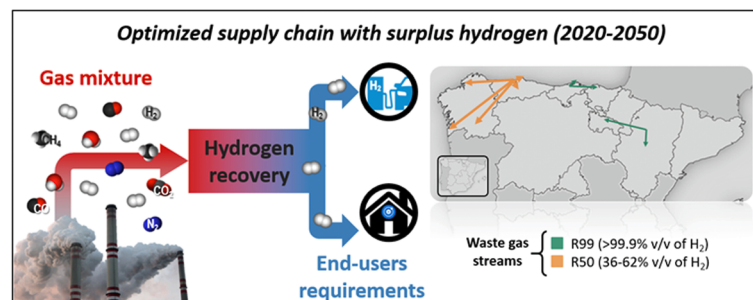 Optimized supply chain with surplus hydrogen (2020-2050)
Gas mixture
H₂
CH₄
CO₂
CO
N₂
Hydrogen
recovery
H₂
H₂
End-users
requirements
Waste gas
streams
R99 (>99.9% v/v of H₂)
R50 (36-62% v/v of H₂)